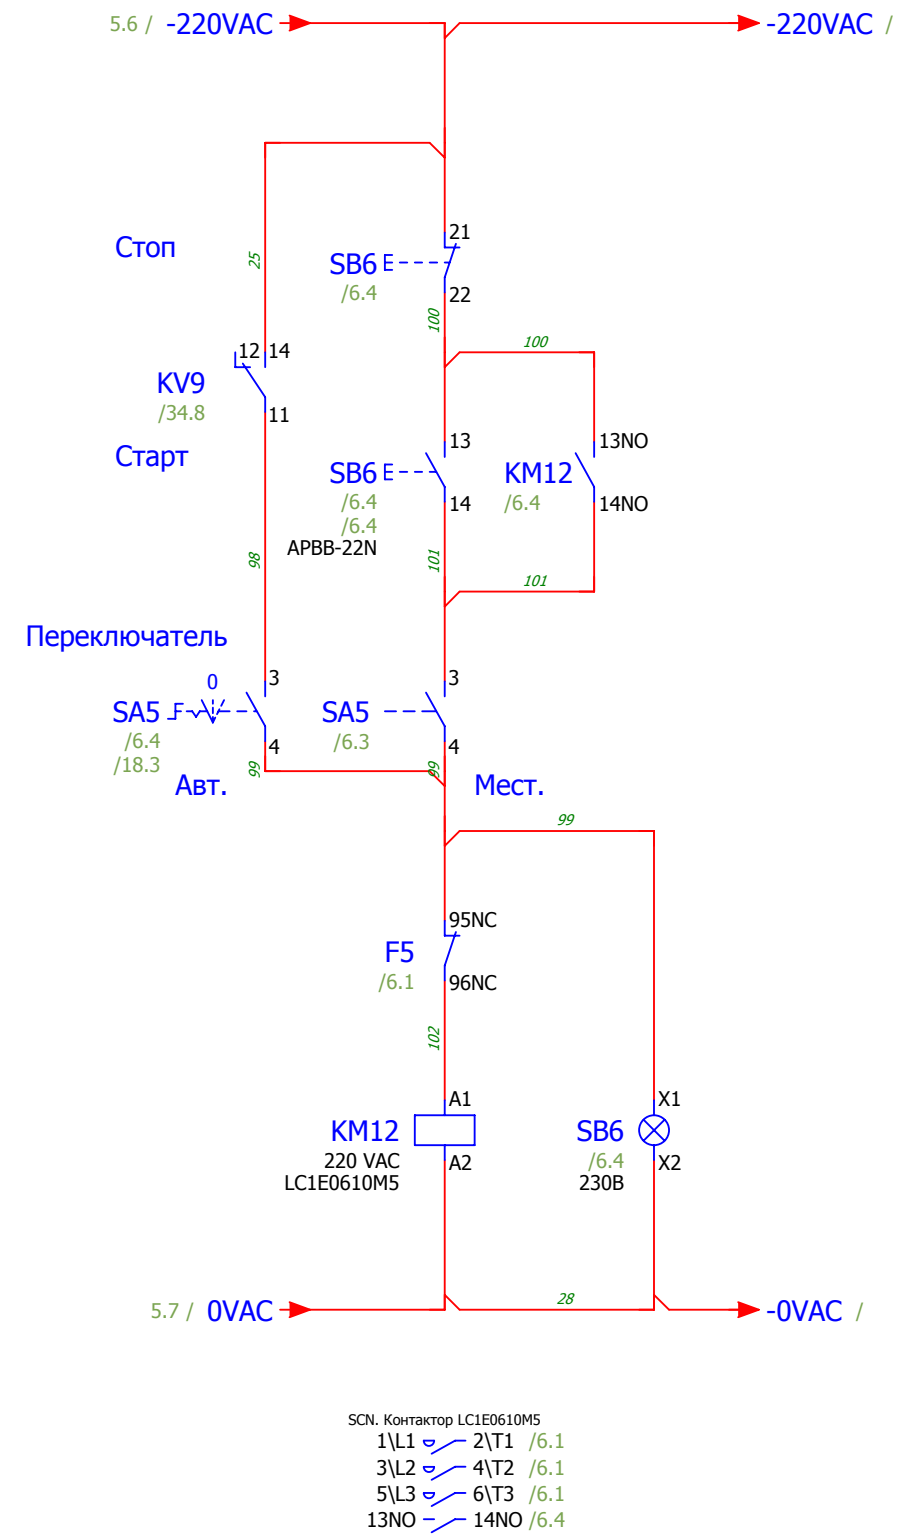 5.6 / -220VAC
-220VAC /
21
Стоп
25
SB6
/6.4
22
100
100
12 14
KV9
/34.8
11
13
13NO
Старт
SB6
KM12
/6.4
/6.4
14
14NO
/6.4
APBB-22N
98
101
101
Переключатель
0
3
3
SA5
SA5
/6.4
/6.3
4
4
/18.3
99
99
Авт.
Мест.
99
95NC
F5
/6.1
96NC
102
A1
X1
KM12
SB6
220 VAC
A2
/6.4
X2
LC1E0610M5
230В
28
5.7 / 0VAC
-0VAC /
SCN. Контактор LC1E0610M5
1\L1 2\T1 /6.1
3\L2 4\T2 /6.1
5\L3 6\T3 /6.1
13NO 14NO /6.4